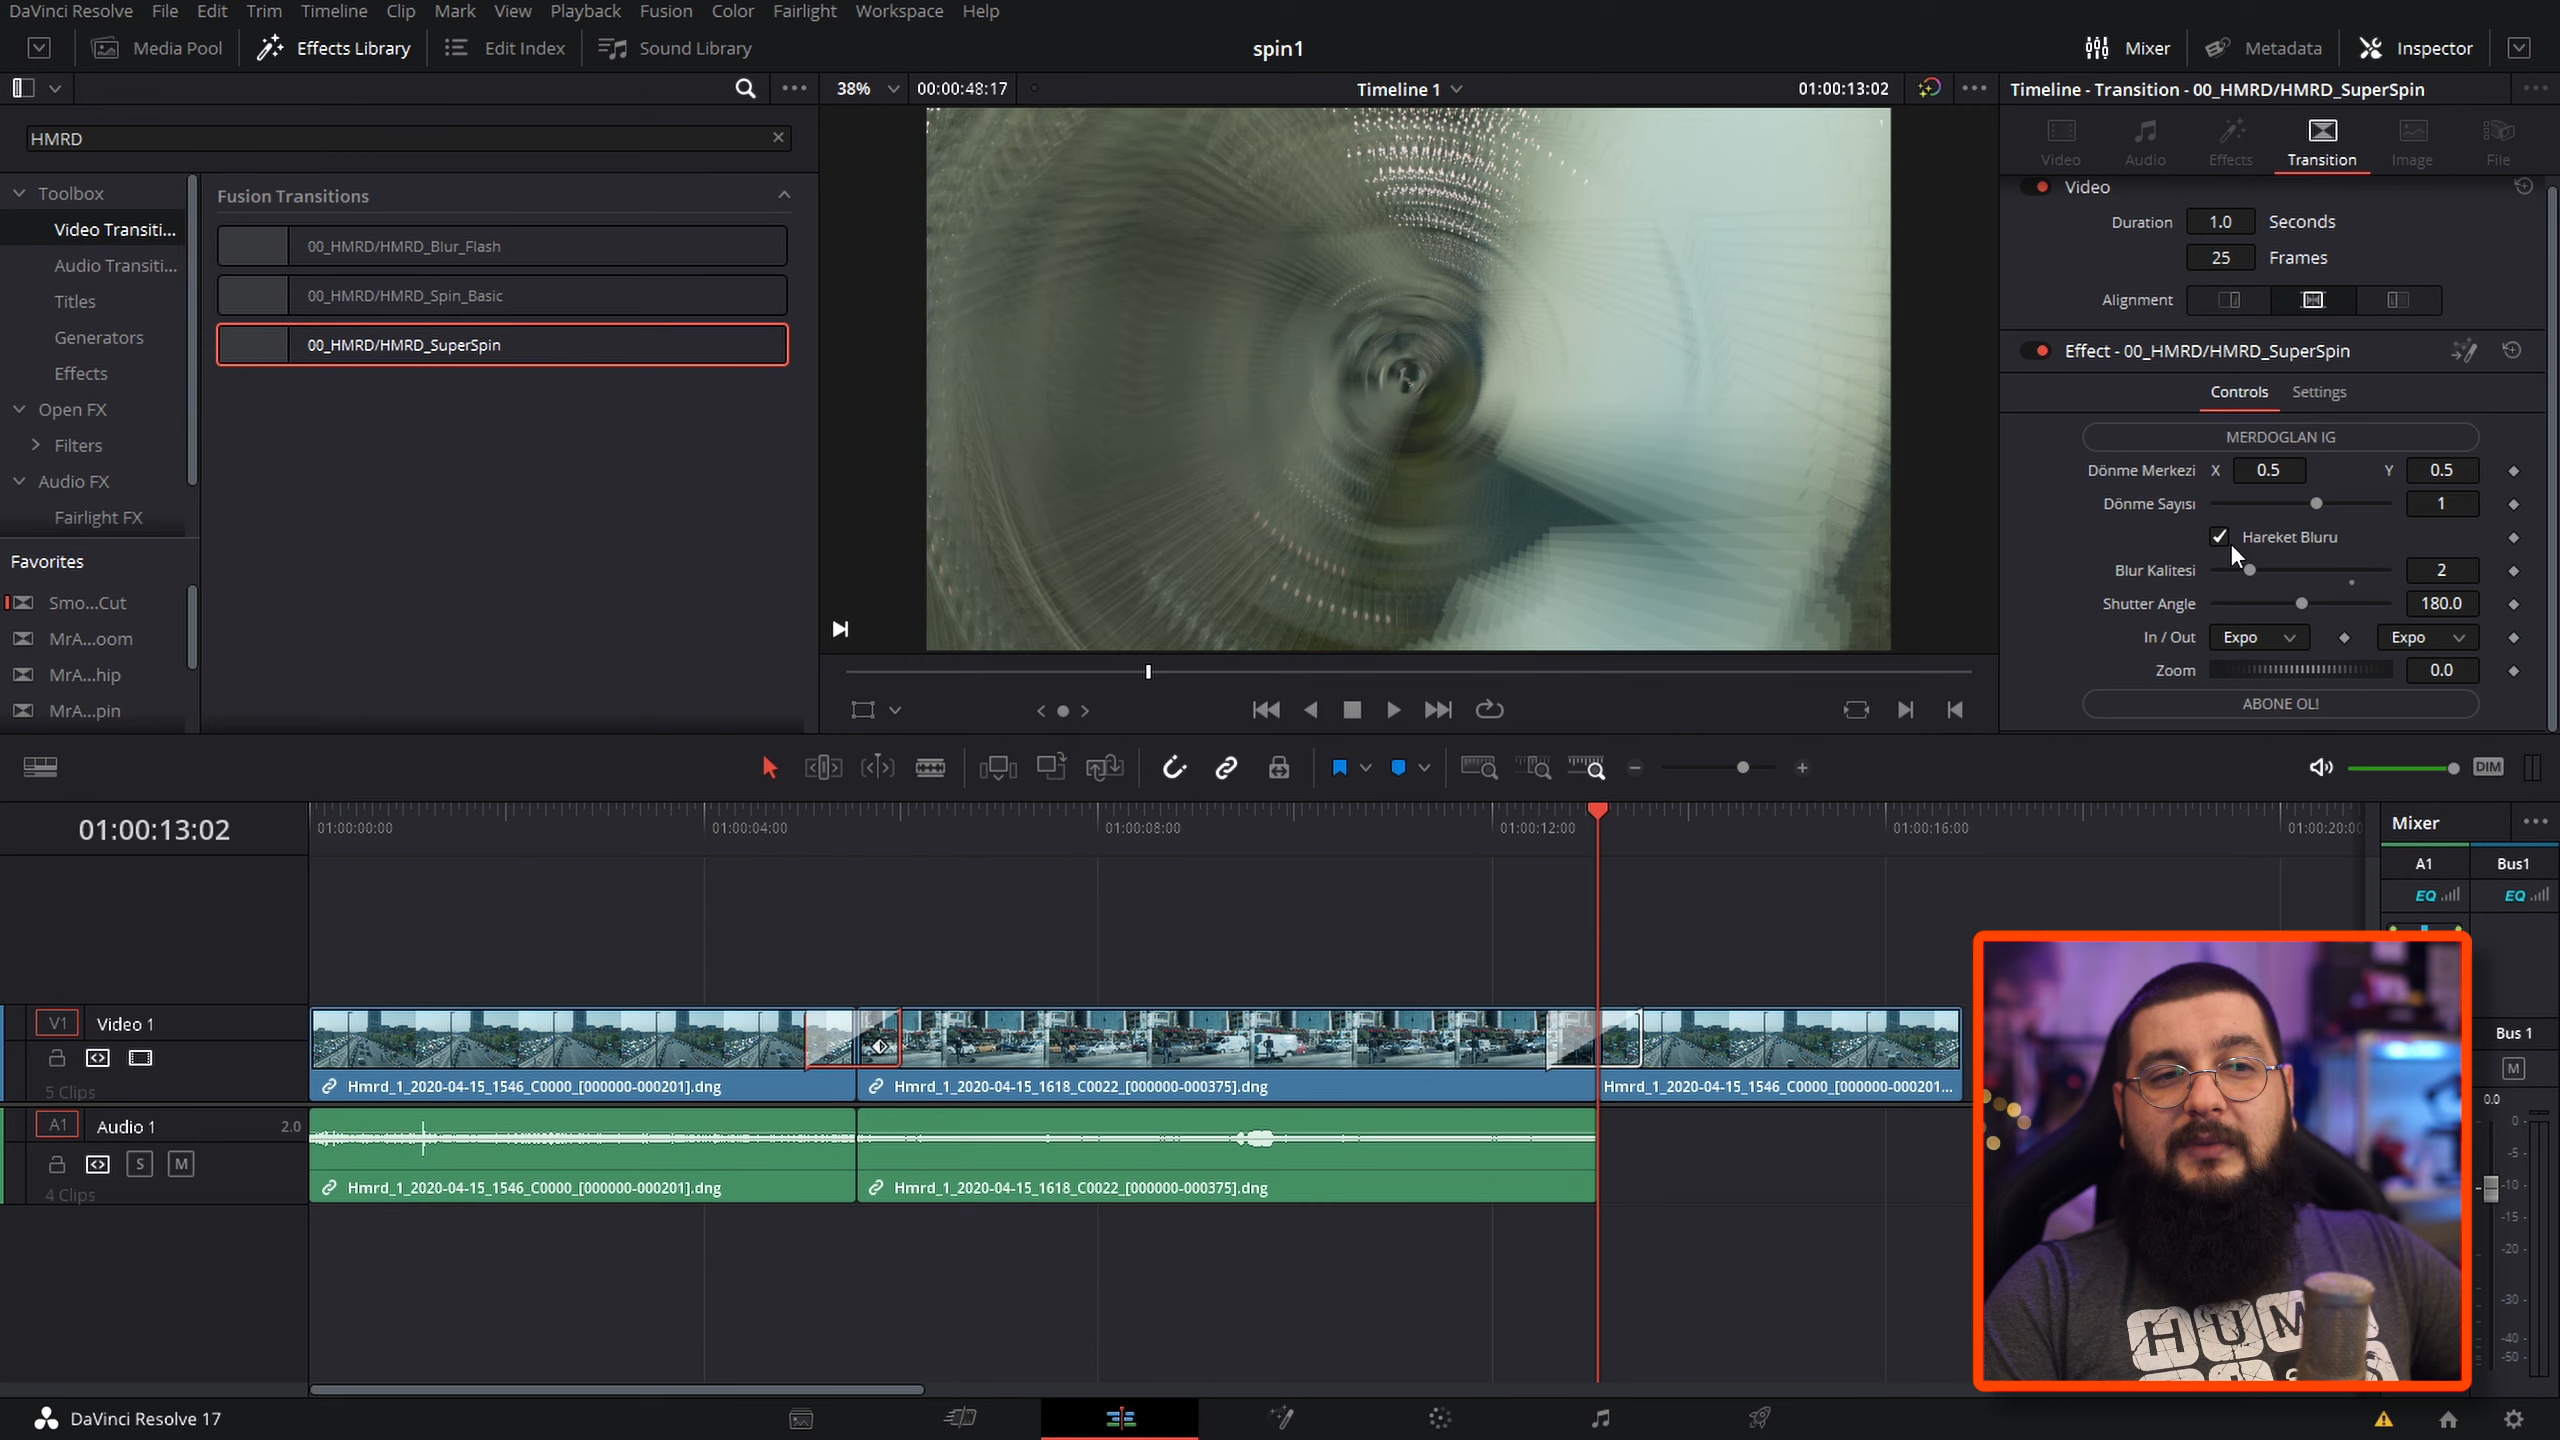 DaVinci Resolve File Edit Trim Timeline Clip Mark View Playback Fusion Color Fairlight Workspace Help
Media Pool Effects Library Edit Index Sound Library spin1 Mixer Metadata Inspector
38% 00:00:48:17 Timeline 1 01:00:13:02 Timeline - Transition - 00_HMRD/HMRD_SuperSpin
HMRD
Video Audio Effects Transition Image File
Toolbox
Video Transiti...
Audio Transiti...
Titles
Generators
Effects
Open FX
Filters
Audio FX
Fairlight FX
Favorites
Smo...Cut
MrA...oom
MrA...hip
MrA...pin
Fusion Transitions
00_HMRD/HMRD_Blur_Flash
00_HMRD/HMRD_Spin_Basic
00_HMRD/HMRD_SuperSpin
Video
Duration 1.0 Seconds
25 Frames
Alignment
Effect - 00_HMRD/HMRD_SuperSpin
Controls Settings
MERDOGLAN IG
Dönme Merkezi X 0.5 Y 0.5
Dönme Sayısı 1
Hareket Bluru
Blur Kalitesi 2
Shutter Angle 180.0
In / Out Expo Expo
Zoom 0.0
ABONE OL!
DIM
01:00:13:02
01:00:00:00 01:00:04:00 01:00:08:00 01:00:12:00 01:00:16:00 01:00:20:00
Mixer
A1 Bus1
EQ EQ
V1 Video 1
5 Clips
Hmrd_1_2020-04-15_1546_C0000_[000000-000201].dng Hmrd_1_2020-04-15_1618_C0022_[000000-000375].dng Hmrd_1_2020-04-15_1546_C0000_[000000-000201...
A1 Audio 1 2.0
S M
4 Clips
Hmrd_1_2020-04-15_1546_C0000_[000000-000201].dng Hmrd_1_2020-04-15_1618_C0022_[000000-000375].dng
Bus 1
M
0.0
0
-5
-10
-15
-20
-30
-40
-50
HUM
DaVinci Resolve 17